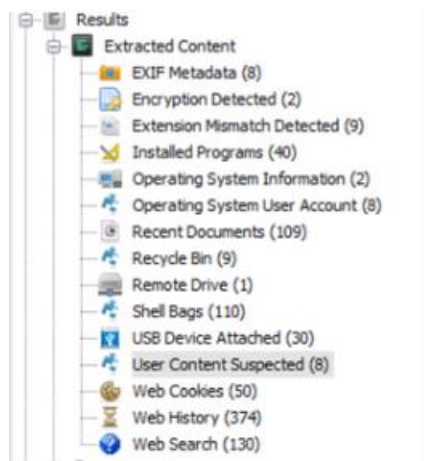 Results
Extracted Content
EXIF Metadata (8)
Encryption Detected (2)
Extension Mismatch Detected (9)
Installed Programs (40)
Operating System Information (2)
Operating System User Account (8)
Recent Documents (109)
Recycle Bin (9)
Remote Drive (1)
Shell Bags (110)
USB Device Attached (30)
User Content Suspected (8)
Web Cookies (50)
Web History (374)
Web Search (130)